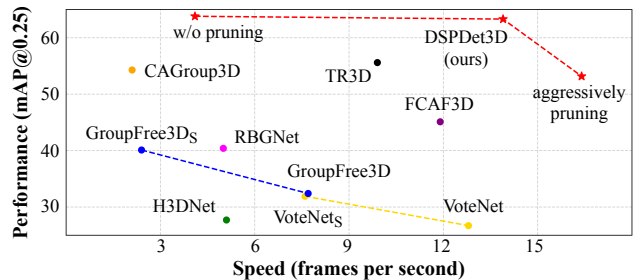 Performance (mAP@0.25)
60
50
40
30
w/o pruning
DSPDet3D
(ours)
CAGroup3D
TR3D
aggressively
pruning
FCAF3D
GroupFree3Ds
RBGNet
GroupFree3D
H3DNet
VoteNets
VoteNet
3
6
9
12
15
Speed (frames per second)